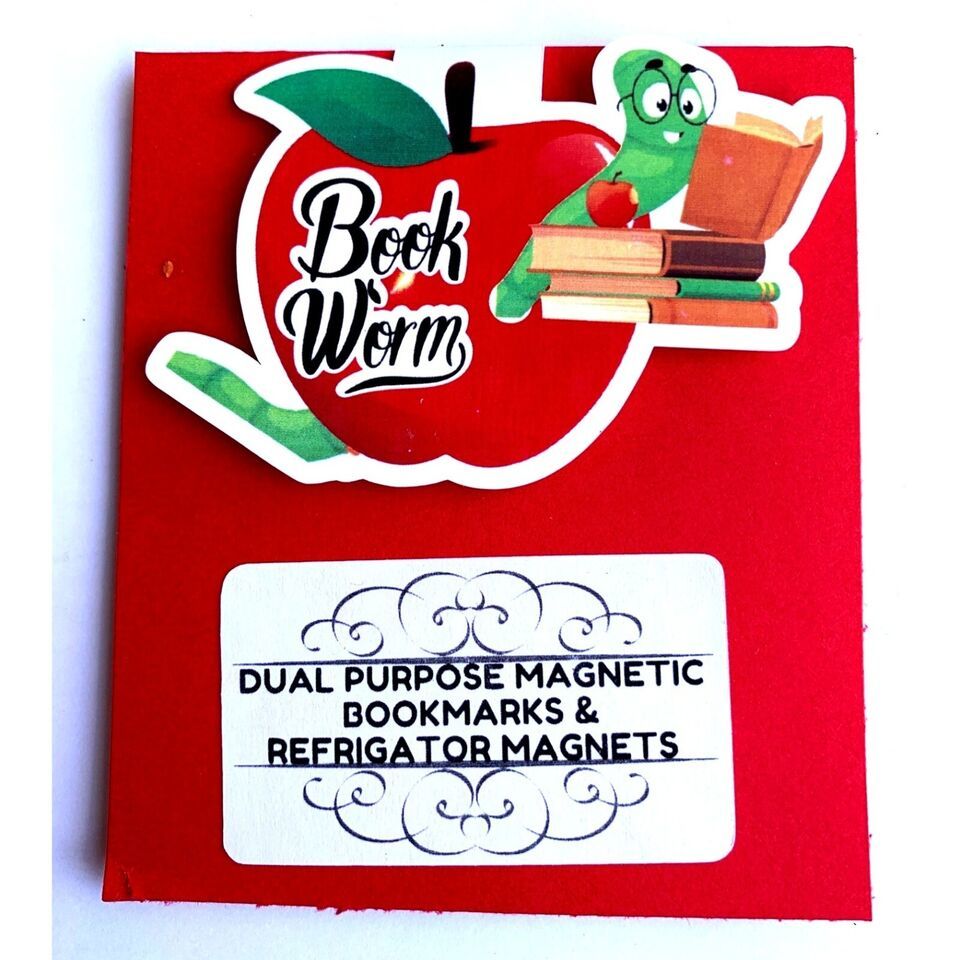 Book
Worm
DUAL PURPOSE MAGNETIC
BOOKMARKS &
REFRIGATOR MAGNETS